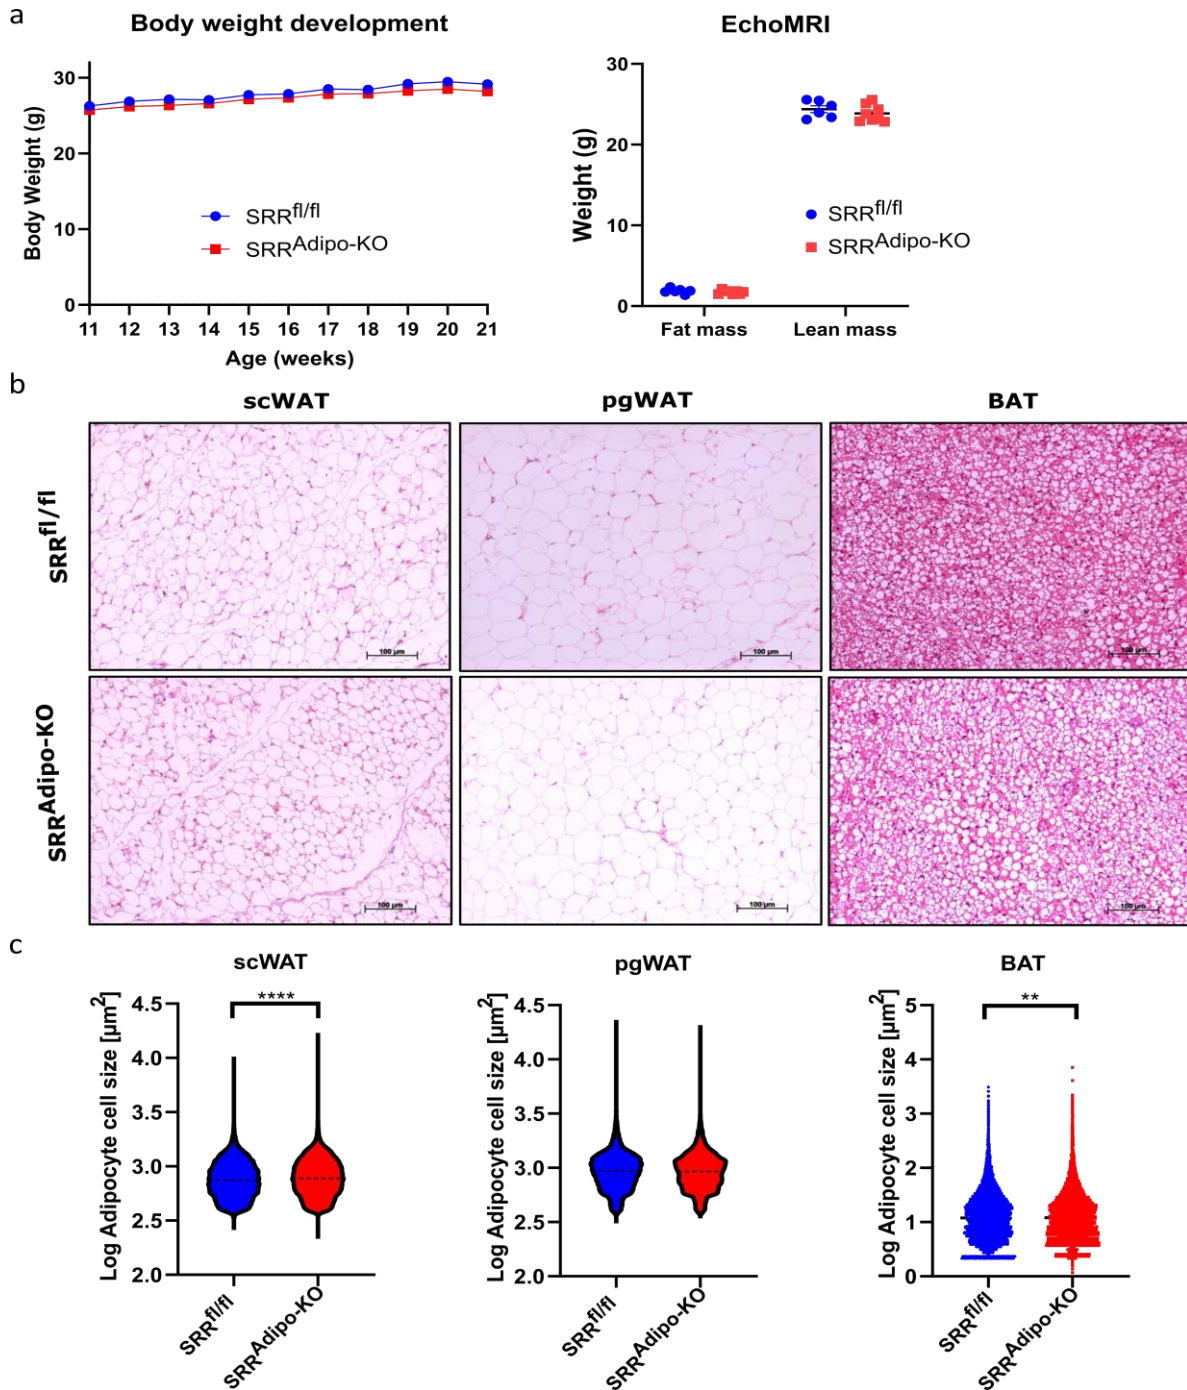 a
Body weight development
Body Weight (g)
30
20
10
0
11 12 13 14 15 16 17 18 19 20 21
Age (weeks)
SRRfl/fl
SRRAdipo-KO
EchoMRI
Weight (g)
30
20
10
0
Fat mass Lean mass
SRRfl/fl
SRRAdipo-KO
b
scWAT pgWAT BAT
SRRfl/fl
100 µm 100 µm 100 µm
SRRAdipo-KO
100 µm 100 µm 100 µm
c
scWAT
Log Adipocyte cell size [µm2]
4.5
4.0
3.5
3.0
2.5
2.0
****
SRRfl/fl
SRRAdipo-KO
pgWAT
Log Adipocyte cell size [µm2]
4.5
4.0
3.5
3.0
2.5
2.0
SRRfl/fl
SRRAdipo-KO
BAT
Log Adipocyte cell size [µm2]
5
4
3
2
1
0
**
SRRfl/fl
SRRAdipo-KO